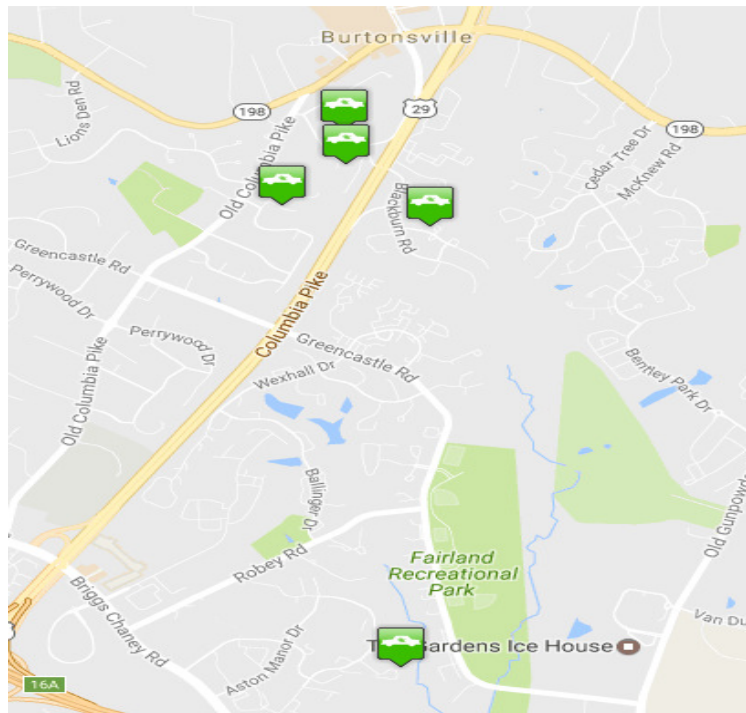 Burtonsville
198
29
198
Lions Den Rd
Old Columbia Pike
Cedar Tree Dr
McKnew Rd
Blackburn Rd
Greencastle Rd
Perrywood Dr
Perrywood Dr
Columbia Pike
Greencastle Rd
Wexhall Dr
Bentley Park Dr
Old Columbia Pike
Ballinger Dr
Old Gunpowd
Robey Rd
Fairland
Recreational
Park
Briggs Chaney Rd
Van Du
Gardens Ice House
Aston Manor Dr
16A